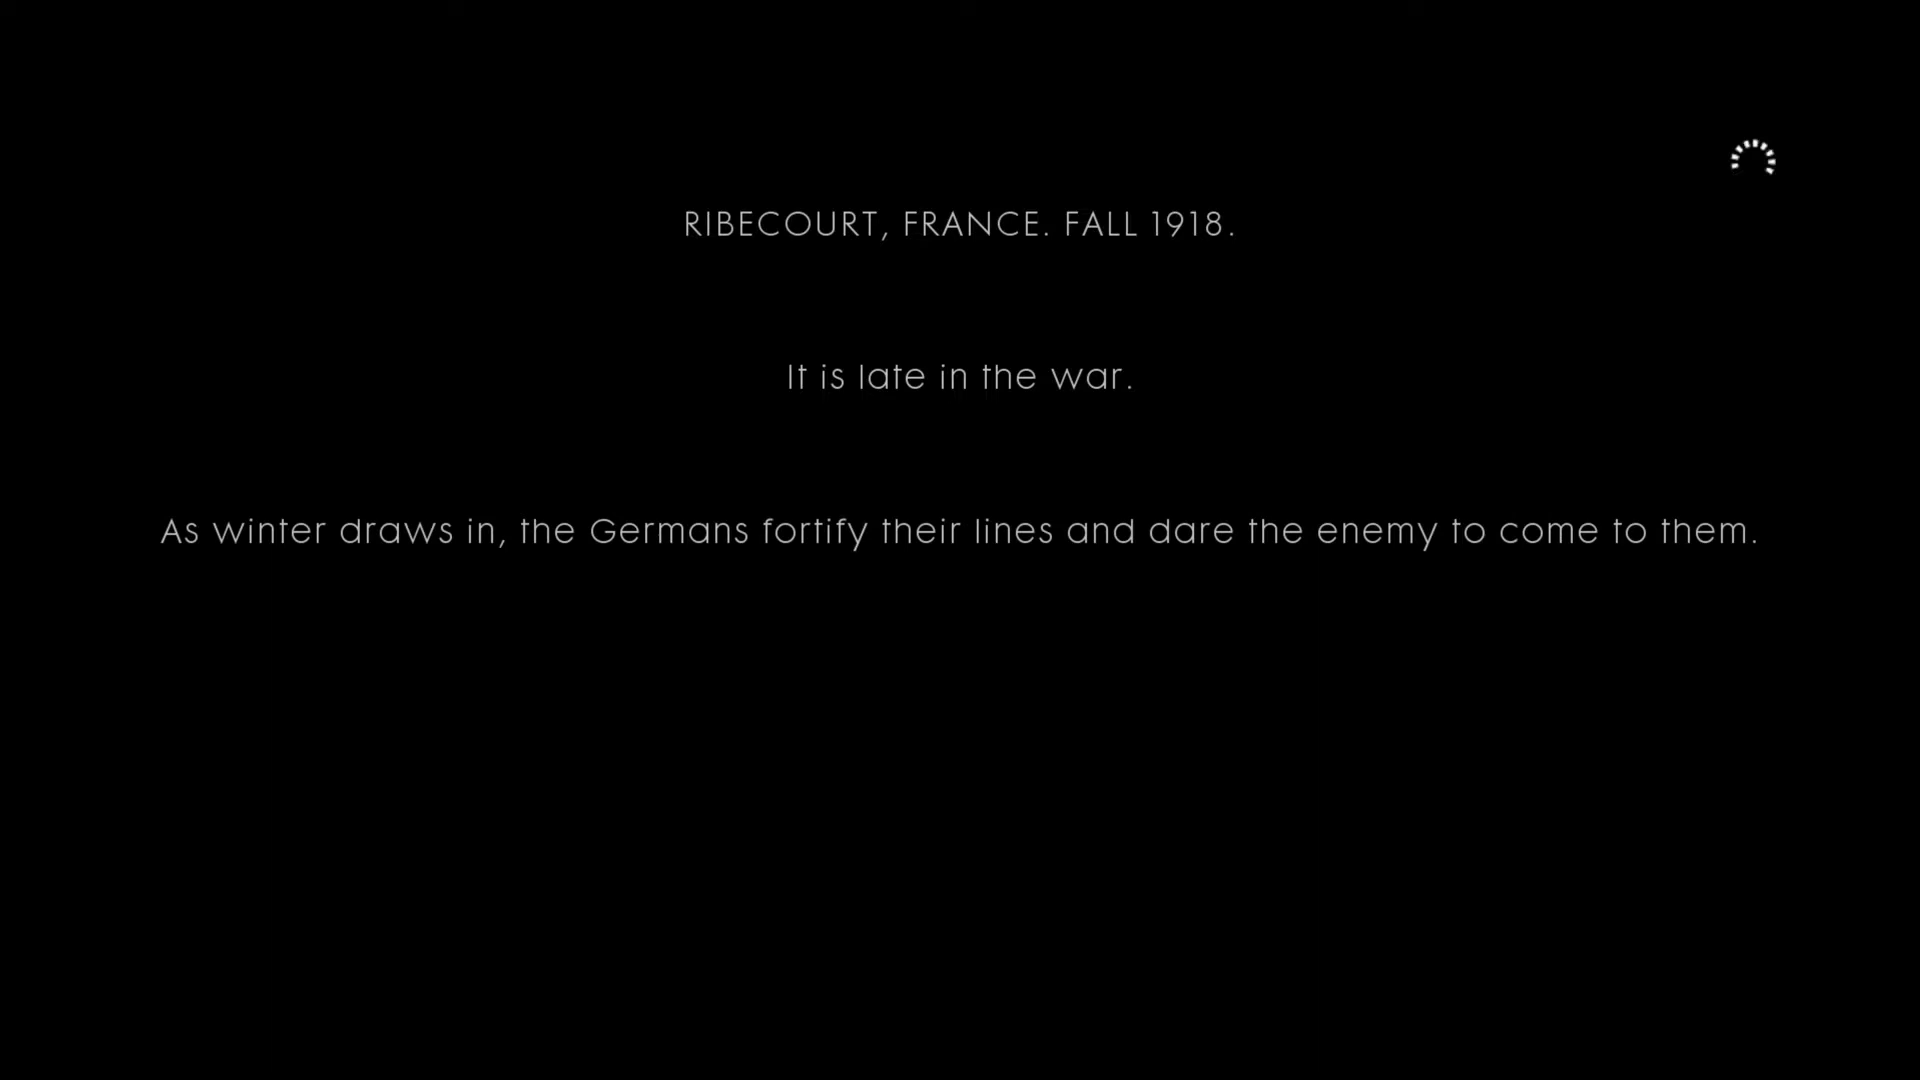 RIBECOURT, FRANCE. FALL 1918.
It is late in the war.
As winter draws in, the Germans fortify their lines and dare the enemy to come to them.